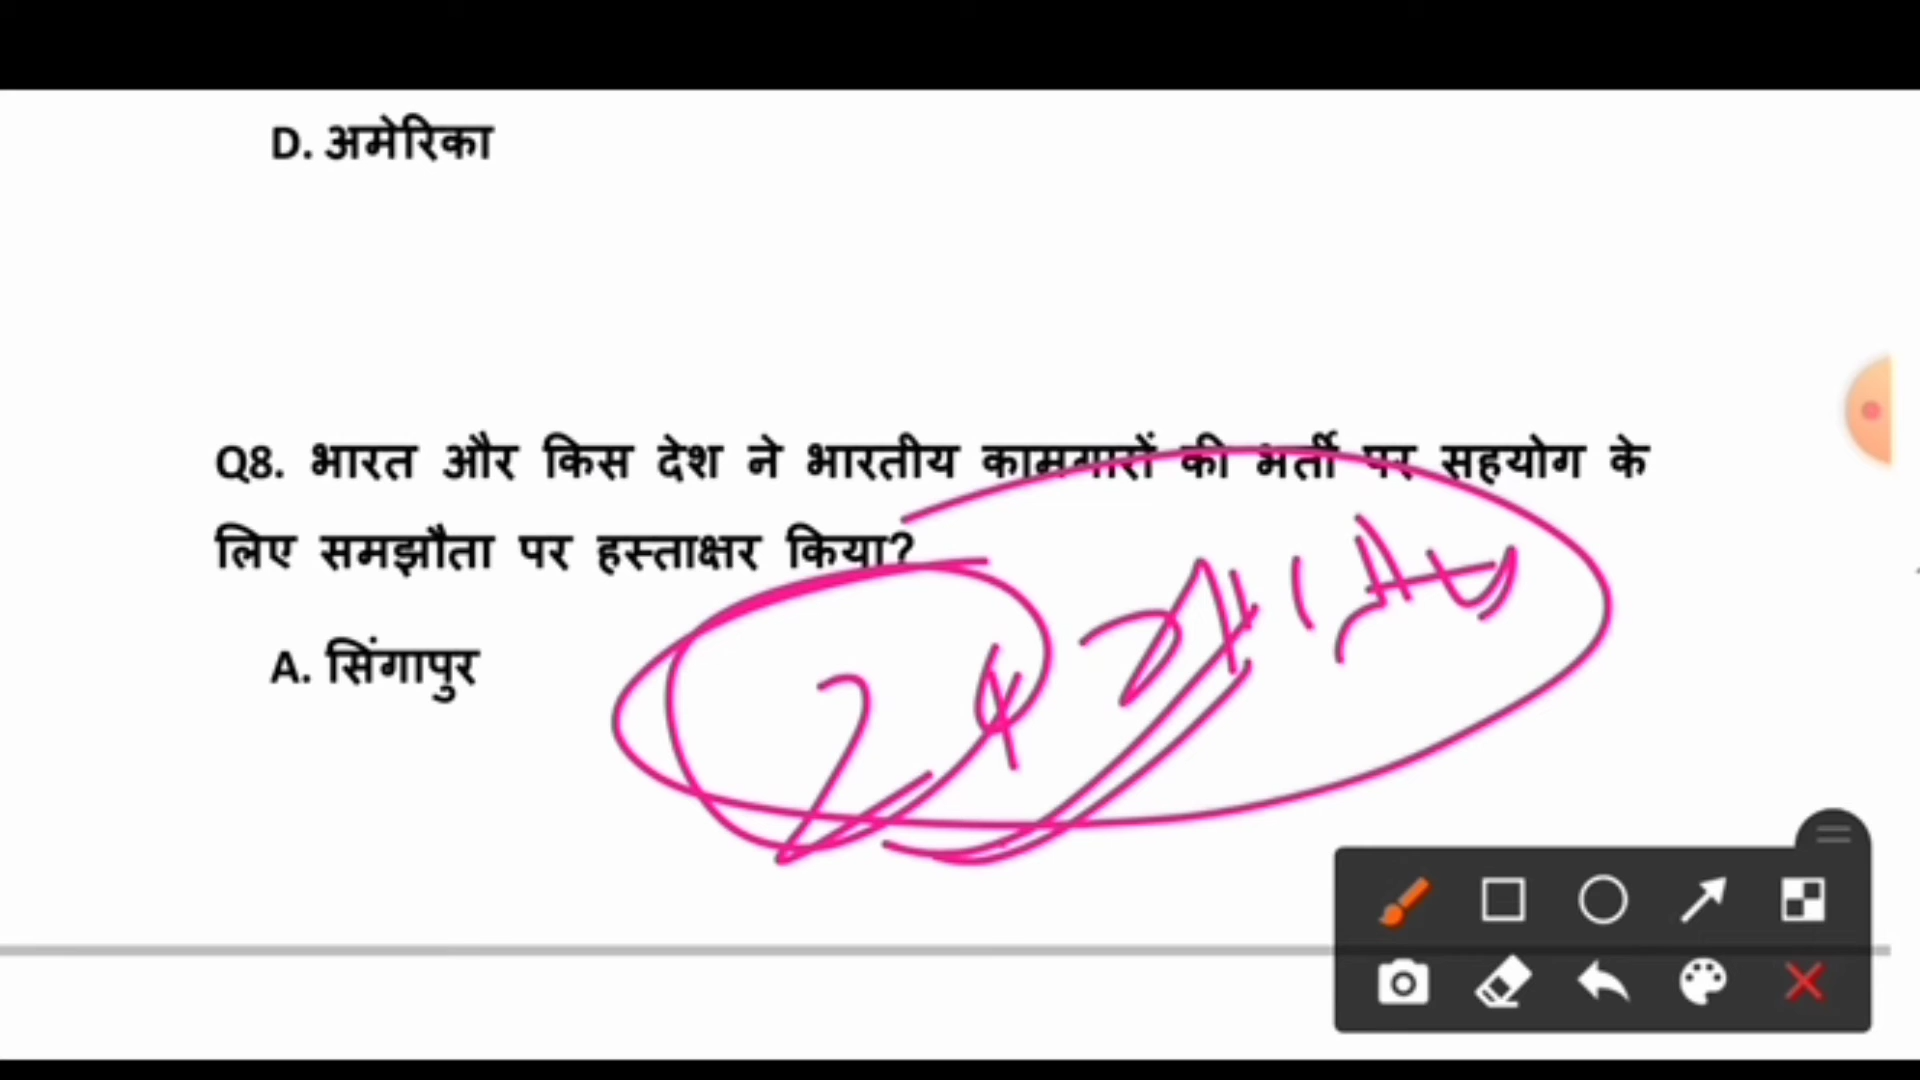 D. अमेरिका
Q8. भारत और किस देश ने भारतीय कामगारों की भर्ती पर सहयोग के
लिए समझौता पर हस्ताक्षर किया?
A. सिंगापुर